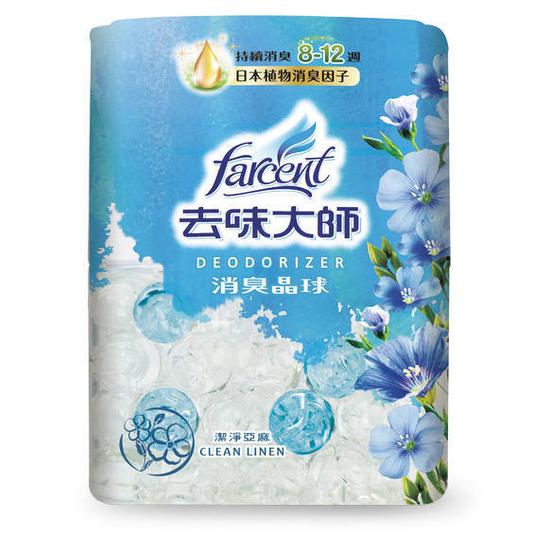 持續消臭 8-12 週
日本植物消臭因子
farcent
去味大師
DEODORIZER
消臭晶球
潔淨亞麻
CLEAN LINEN